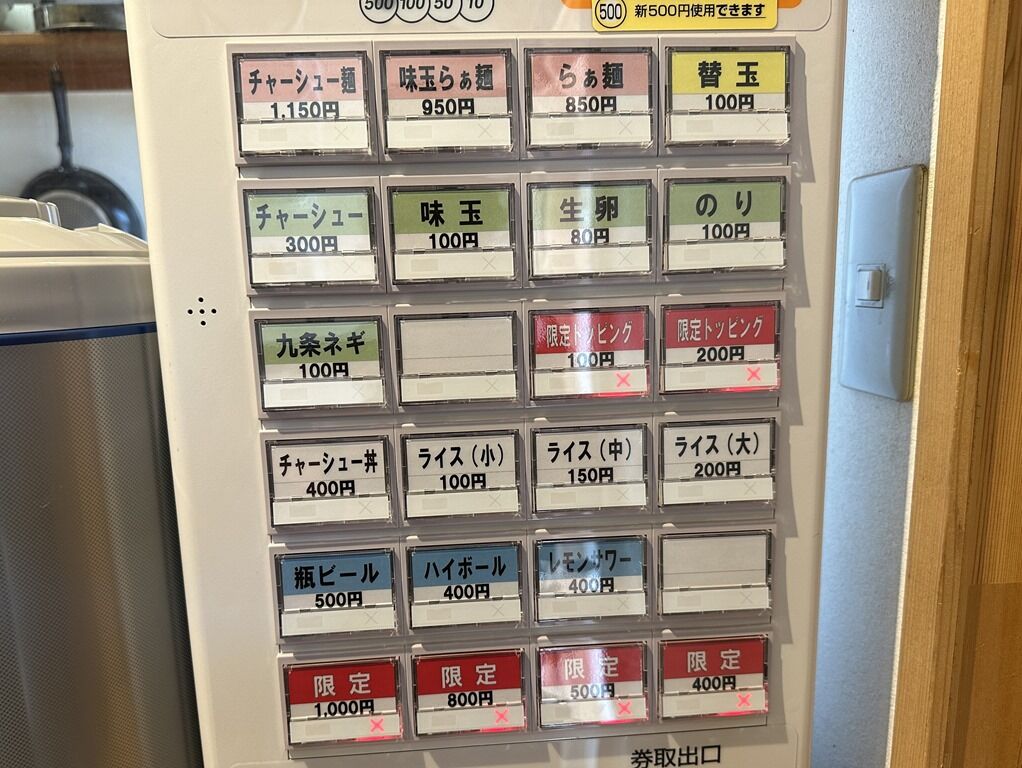 500 100 50 10
500 新500円使用できます
チャーシュー麺
1,150円
味玉らぁ麺
950円
らぁ麺
850円
替玉
100円
チャーシュー
300円
味玉
100円
生卵
80円
のり
100円
九条ネギ
100円
限定トッピング
100円
限定トッピング
200円
チャーシュー丼
400円
ライス(小)
100円
ライス(中)
150円
ライス(大)
200円
瓶ビール
500円
ハイボール
400円
レモンサワー
400円
限定
1,000円
限定
800円
限定
500円
限定
400円
券取出口